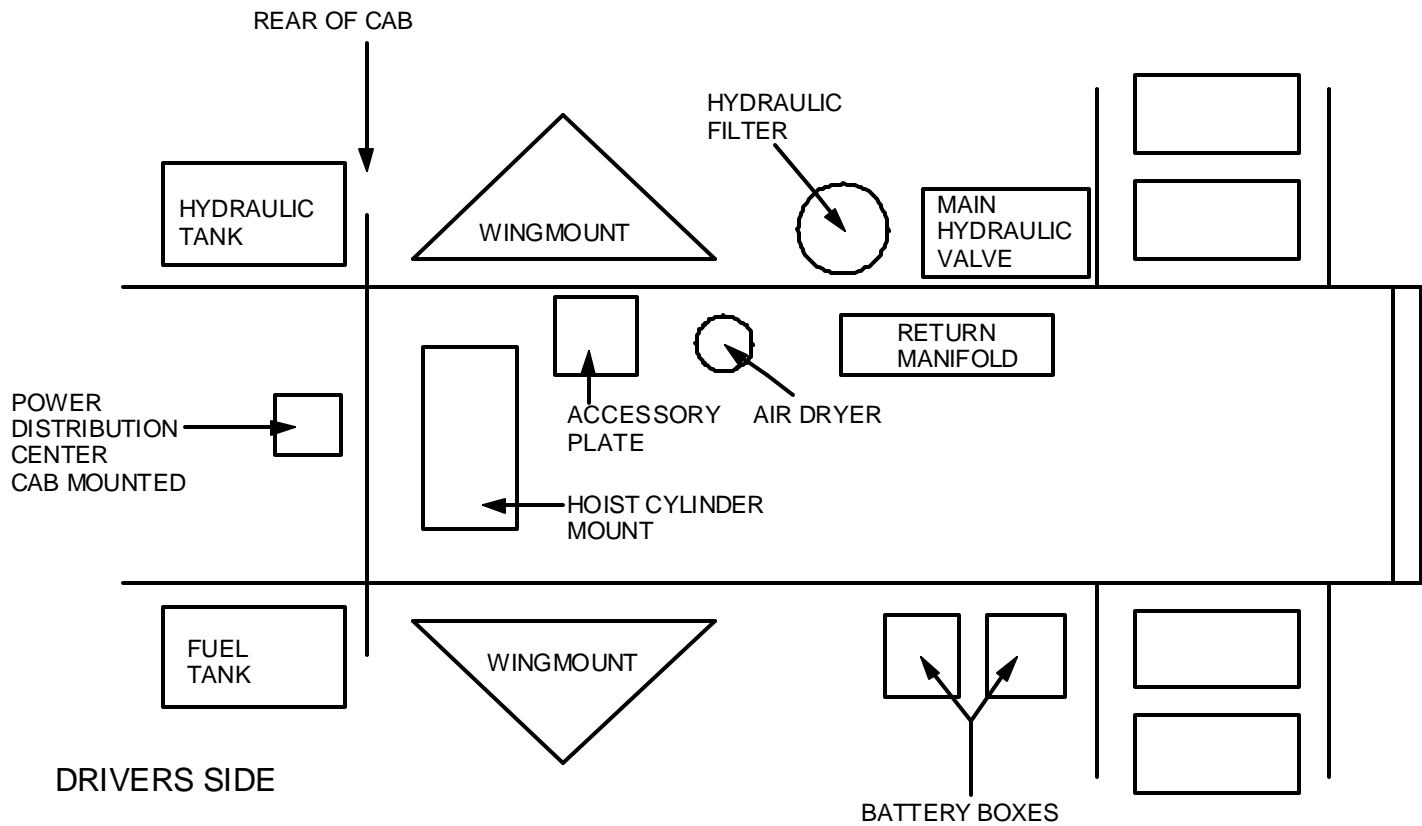 REAR OF CAB
HYDRAULIC
FILTER
HYDRAULIC
TANK
WINGMOUNT
MAIN
HYDRAULIC
VALVE
RETURN
MANIFOLD
POWER
DISTRIBUTION
CENTER
CAB MOUNTED
ACCESSORY
PLATE
AIR DRYER
HOIST CYLINDER
MOUNT
FUEL
TANK
WINGMOUNT
DRIVERS SIDE
BATTERY BOXES